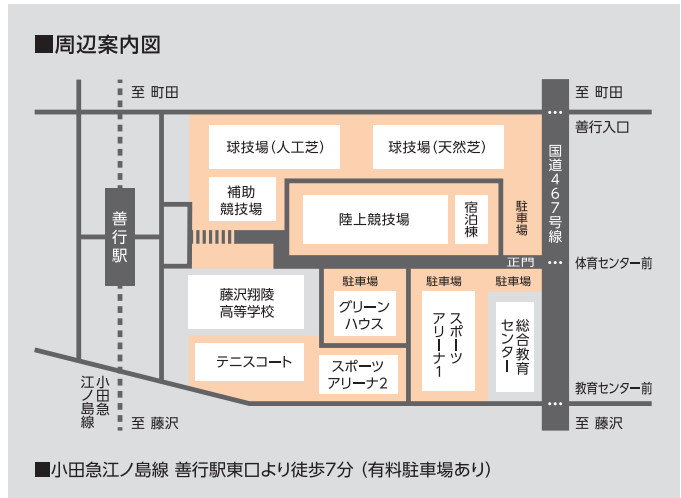 ■周辺案内図
至 町田
至 町田
善行入口
球技場（人工芝）
球技場（天然芝）
国道467号線
補助
競技場
陸上競技場
宿泊棟
駐車場
善行駅
正門
体育センター前
駐車場
駐車場
駐車場
藤沢翔陵
高等学校
グリーン
ハウス
スポーツ
アリーナ1
総合教育
センター
テニスコート
スポーツ
アリーナ2
小田急
江ノ島線
教育センター前
至 藤沢
至 藤沢
■小田急江ノ島線 善行駅東口より徒歩7分（有料駐車場あり）